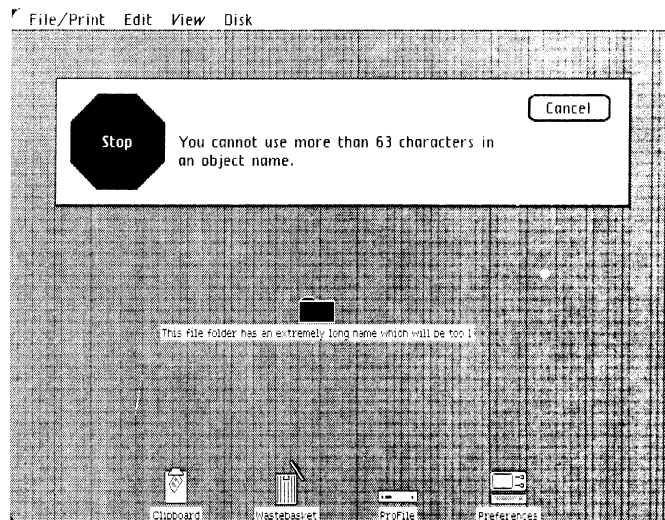 File/Print Edit View Disk
Cancel
Stop
You cannot use more than 63 characters in
an object name.
This file folder has an extremely long name which will be too l
Clipboard
Wastebasket
ProFile
Preferences